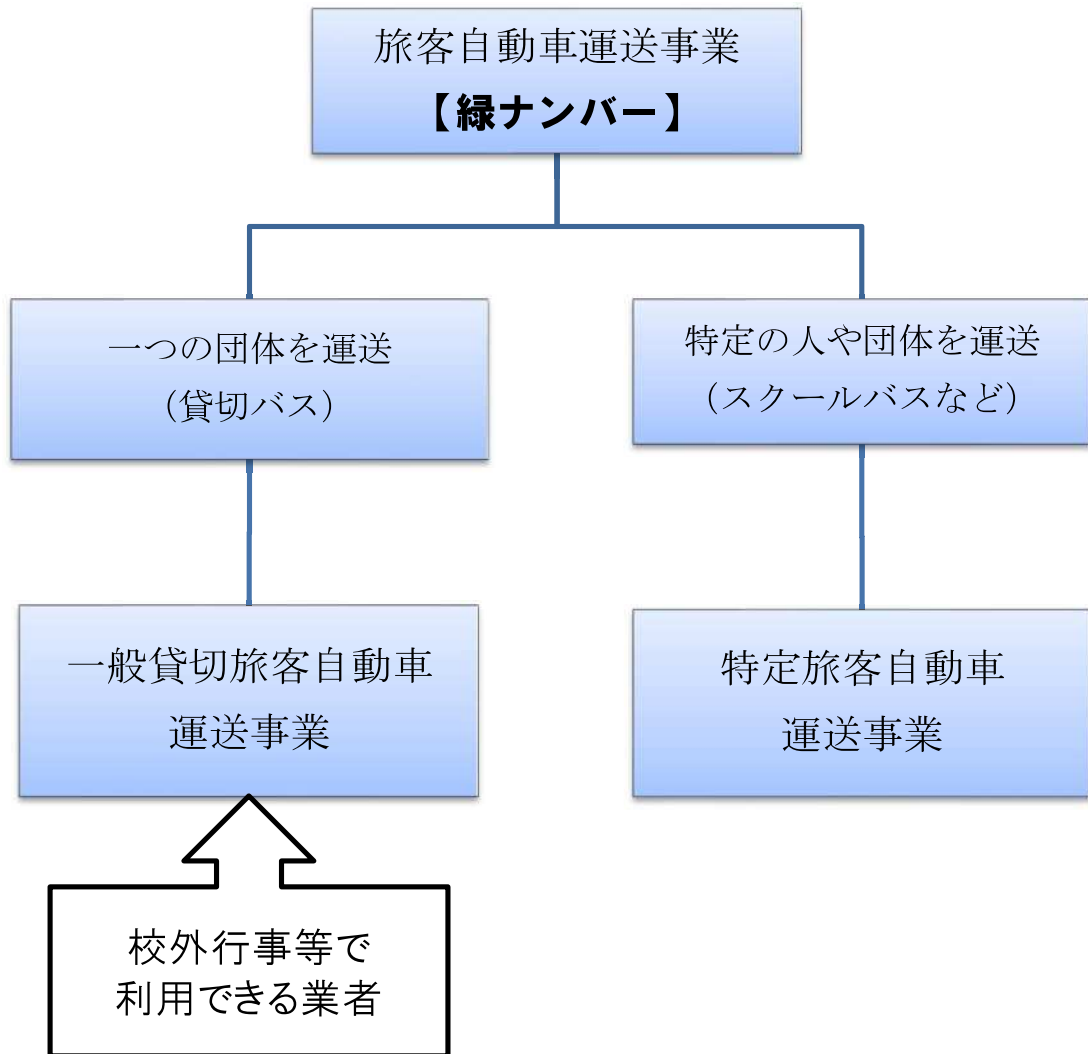 旅客自動車運送事業
【緑ナンバー】
一つの団体を運送
（貸切バス）
特定の人や団体を運送
（スクールバスなど）
一般貸切旅客自動車
運送事業
特定旅客自動車
運送事業
校外行事等で
利用できる業者